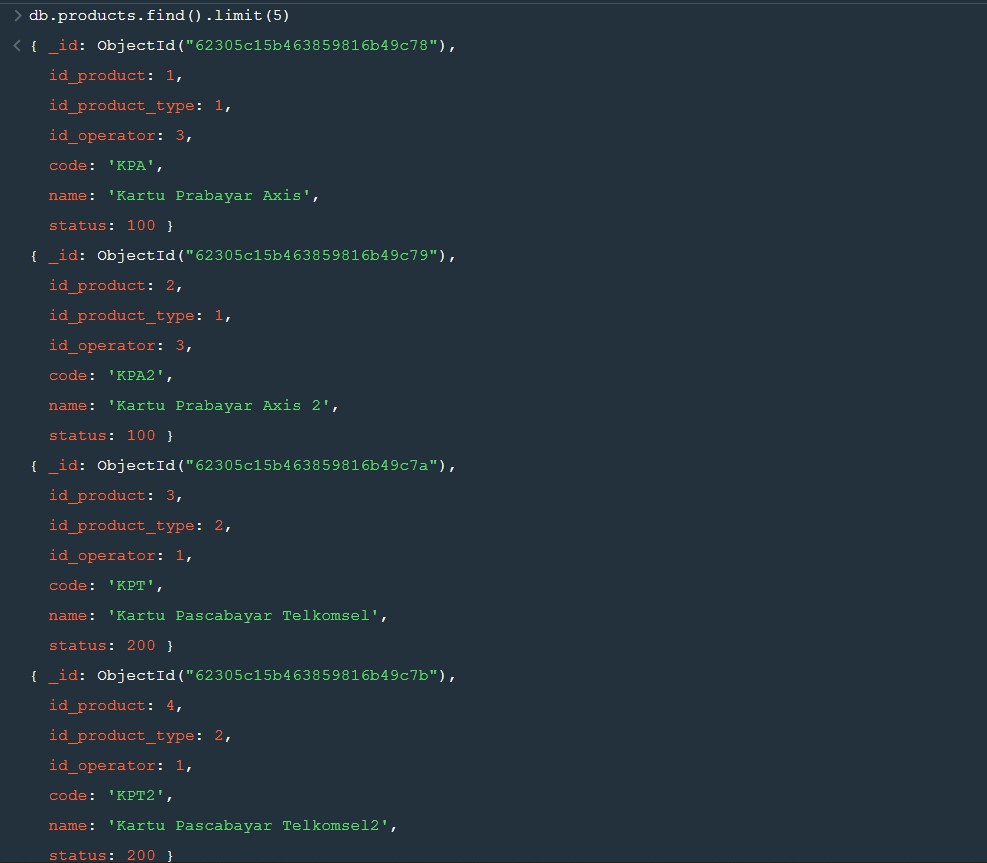 > db.products.find().limit(5)
< { _id: ObjectId("62305c15b463859816b49c78"),
id_product: 1,
id_product_type: 1,
id_operator: 3,
code: 'KPA',
name: 'Kartu Prabayar Axis',
status: 100 }
{ _id: ObjectId("62305c15b463859816b49c79"),
id_product: 2,
id_product_type: 1,
id_operator: 3,
code: 'KPA2',
name: 'Kartu Prabayar Axis 2',
status: 100 }
{ _id: ObjectId("62305c15b463859816b49c7a"),
id_product: 3,
id_product_type: 2,
id_operator: 1,
code: 'KPT',
name: 'Kartu Pascabayar Telkomsel',
status: 200 }
{ _id: ObjectId("62305c15b463859816b49c7b"),
id_product: 4,
id_product_type: 2,
id_operator: 1,
code: 'KPT2',
name: 'Kartu Pascabayar Telkomsel2',
status: 200 }